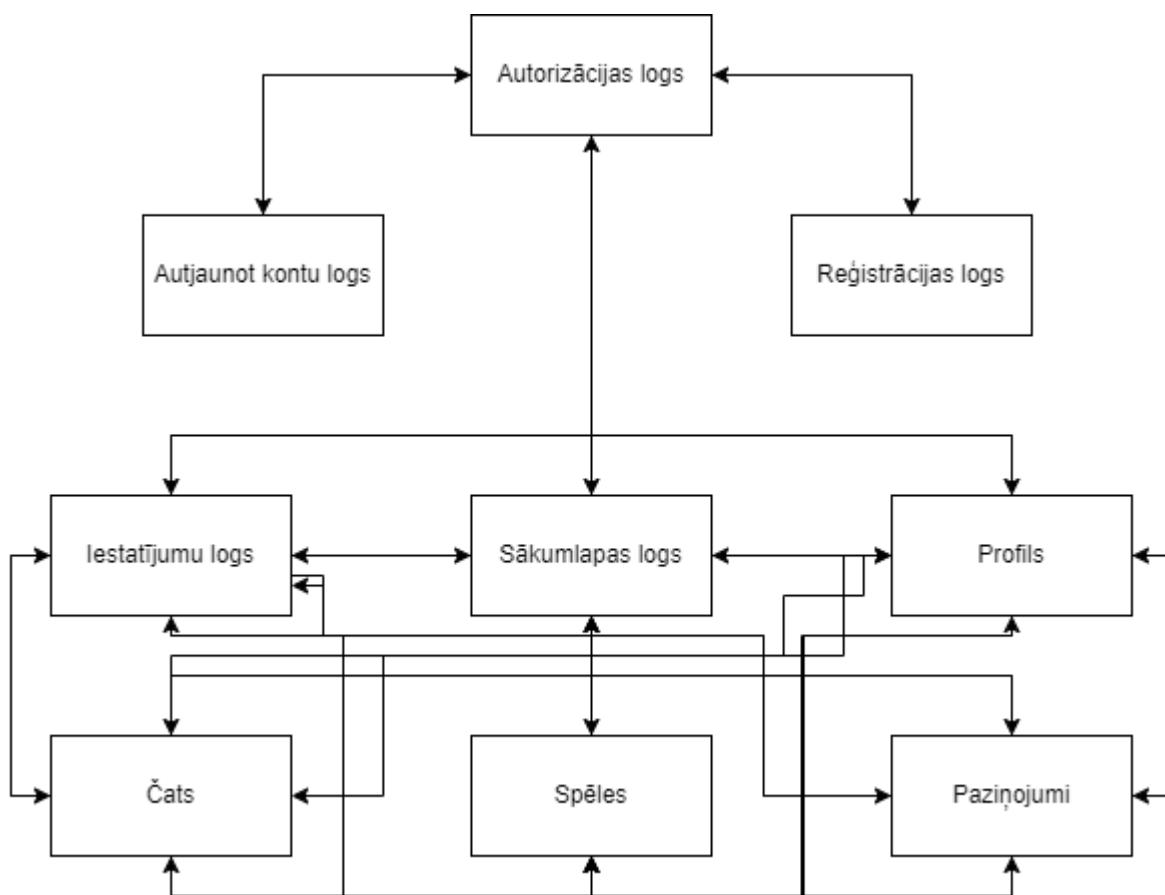 Autorizācijas logs
Autjaunot kontu logs
Reģistrācijas logs
Iestatījumu logs
Sākumlapas logs
Profils
Čats
Spēles
Paziņojumi